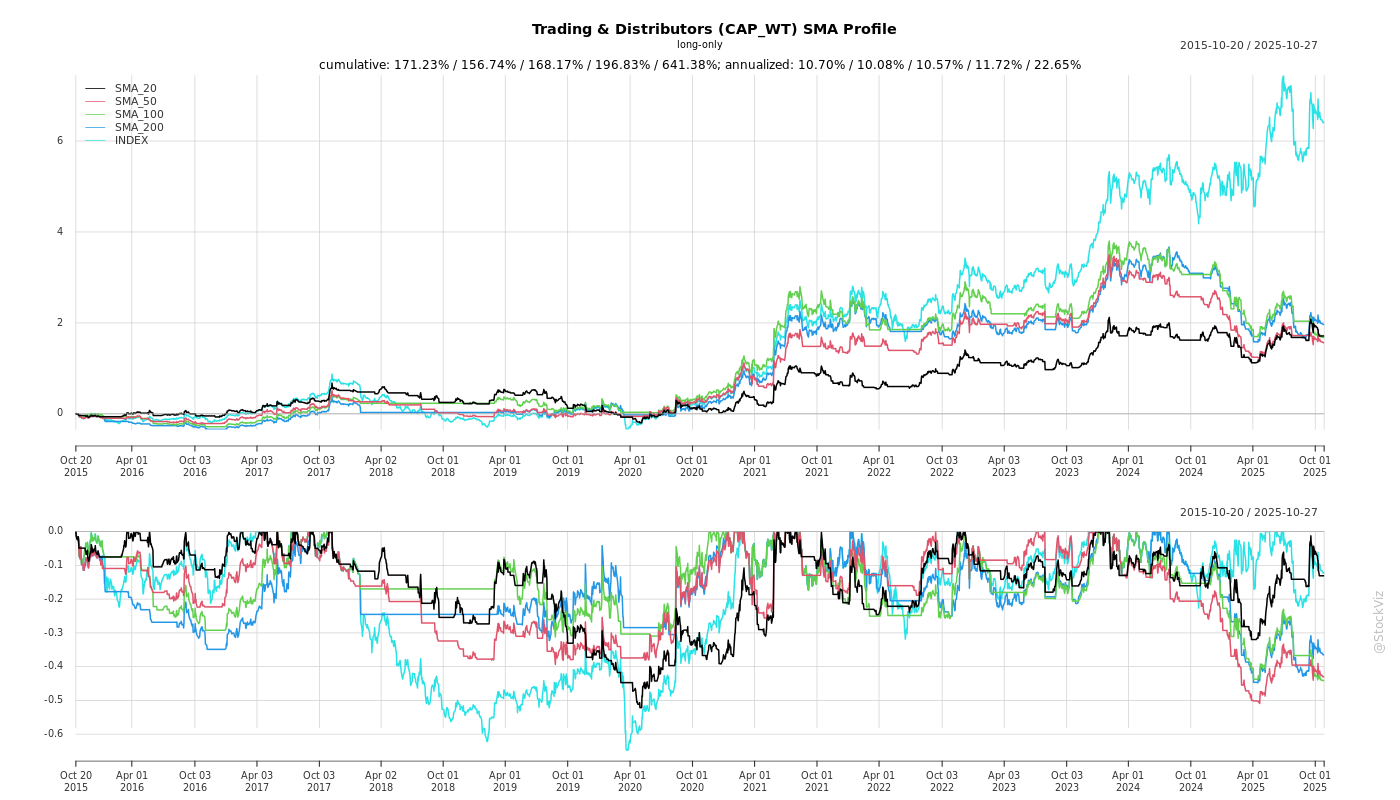 Trading & Distributors (CAP_WT) SMA Profile
long-only
2015-10-20 / 2025-10-27
cumulative: 171.23% / 156.74% / 168.17% / 196.83% / 641.38%; annualized: 10.70% / 10.08% / 10.57% / 11.72% / 22.65%
SMA_20
SMA_50
SMA_100
SMA_200
INDEX
6
4
2
0
Oct 20 Apr 01 Oct 03 Apr 03 Oct 03 Apr 02 Oct 01 Apr 01 Oct 01 Apr 01 Oct 01 Apr 01 Oct 01 Apr 01 Oct 03 Apr 03 Oct 03 Apr 01 Oct 01 Apr 01 Oct 01
2015 2016 2016 2017 2017 2018 2018 2019 2019 2020 2020 2021 2021 2022 2022 2023 2023 2024 2024 2025 2025
2015-10-20 / 2025-10-27
0.0
-0.1
-0.2
-0.3
-0.4
-0.5
-0.6
Oct 20 Apr 01 Oct 03 Apr 03 Oct 03 Apr 02 Oct 01 Apr 01 Oct 01 Apr 01 Oct 01 Apr 01 Oct 01 Apr 01 Oct 03 Apr 03 Oct 03 Apr 01 Oct 01 Apr 01 Oct 01
2015 2016 2016 2017 2017 2018 2018 2019 2019 2020 2020 2021 2021 2022 2022 2023 2023 2024 2024 2025 2025
@StockViz